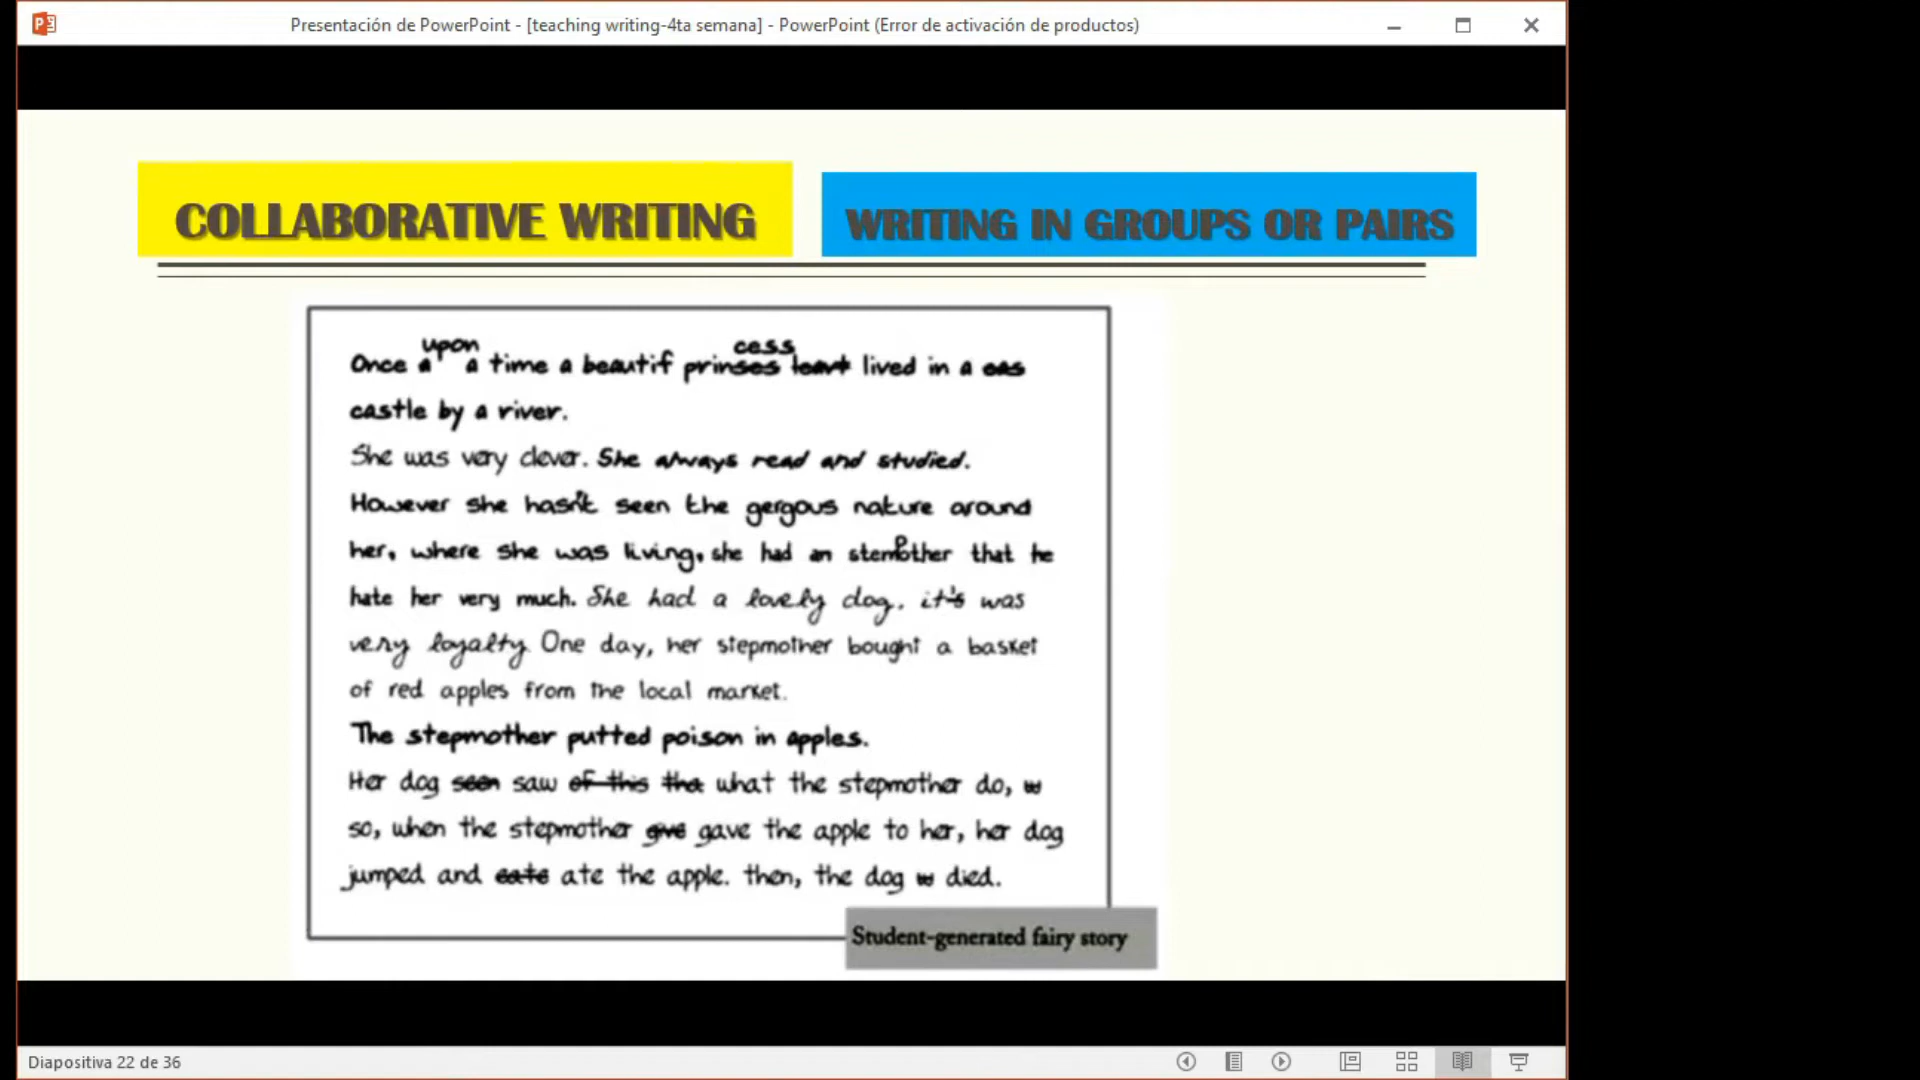 Presentación de PowerPoint - [teaching writing-4ta semana] - PowerPoint (Error de activación de productos)
COLLABORATIVE WRITING
WRITING IN GROUPS OR PAIRS
upon cess
Once a a time a beautif prinses lived in a cas
castle by a river.
She was very clever. She always read and studied.
However she hasn't seen the gergous nature around
her, where she was living, she had an stemother that he
hate her very much. She had a lovely dog, it's was
very loyalty. One day, her stepmother bought a basket
of red apples from the local market.
The stepmother putted poison in apples.
Her dog seen saw of this tha what the stepmother do, w
so, when the stepmother give gave the apple to her, her dog
jumped and eate ate the apple. then, the dog w died.
Student-generated fairy story
Diapositiva 22 de 36